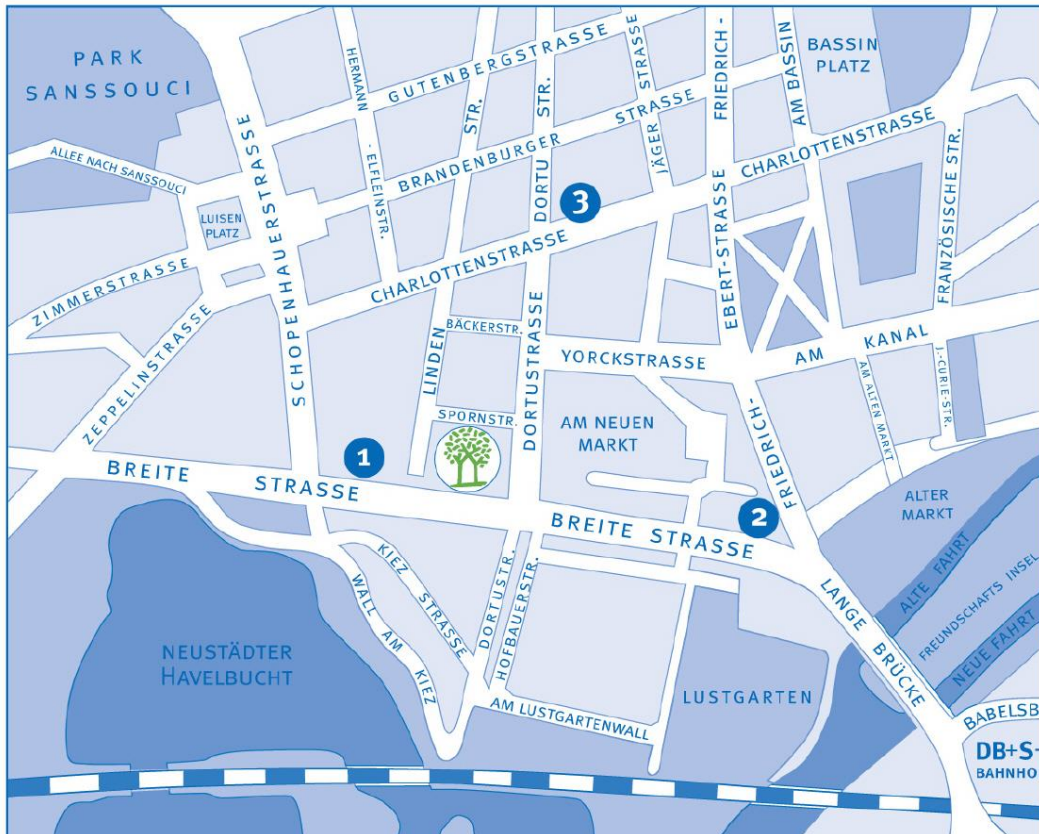 PARK
SANSSOUCI
ALLEE NACH SANSSOUCI
LUISEN
PLATZ
ZIMMERSTRASSE
ZEPPELINSTRASSE
SCHOPENHAUERSTRASSE
HERMANN
- ELFLEINSTR.
GUTENBERGSTRASSE
BRANDENBURGER
STRASSE
CHARLOTTENSTRASSE
LINDEN
STR.
DORTU STR.
3
JÄGER STRASSE
FRIEDRICH-
EBERT-STRASSE
AM BASSIN
BASSIN
PLATZ
CHARLOTTENSTRASSE
FRANZÖSISCHE STR.
BÄCKERSTR.
DORTUSTRASSE
YORCKSTRASSE
AM KANAL
J.-CURIE-STR.
AM ALTEN MARKT
SPORNSTR.
AM NEUEN
MARKT
FRIEDRICH-
1
BREITE STRASSE
2
BREITE STRASSE
ALTER
MARKT
ALTE FAHRT
FREUNDSCHAFTS INSEL
NEUE FAHRT
LANGE BRÜCKE
KIEZ STRASSE
WALL AM KIEZ
DORTUSTR.
HOFBAUERSTR.
NEUSTÄDTER
HAVELBUCHT
AM LUSTGARTENWALL
LUSTGARTEN
BABELSB
DB+S+
BAHNHO